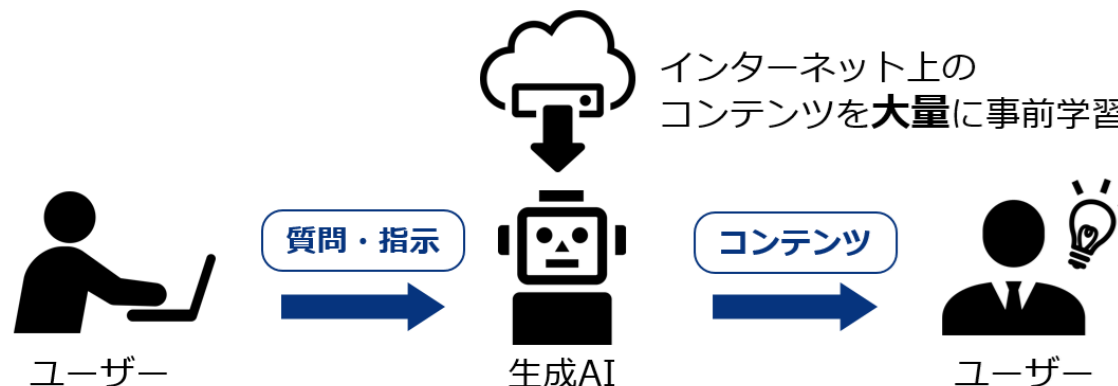 インターネット上の
コンテンツを大量に事前学習
質問・指示
コンテンツ
ユーザー
生成AI
ユーザー